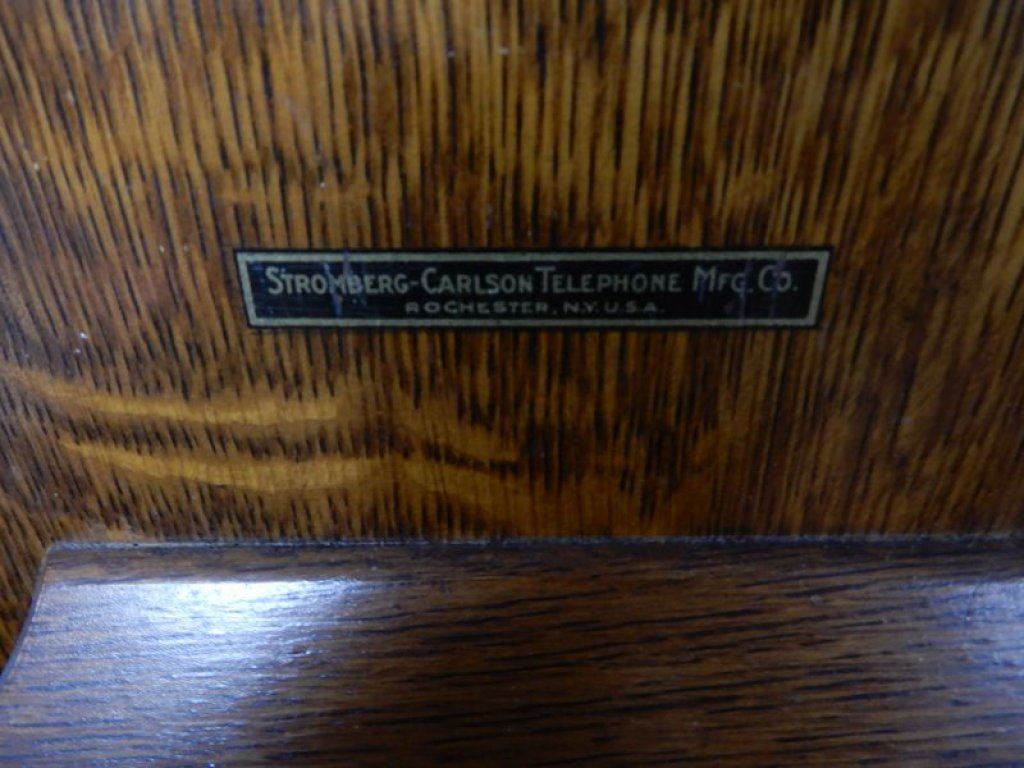 STROMBERG-CARLSON TELEPHONE MFG. CO.
ROCHESTER, N.Y. U.S.A.